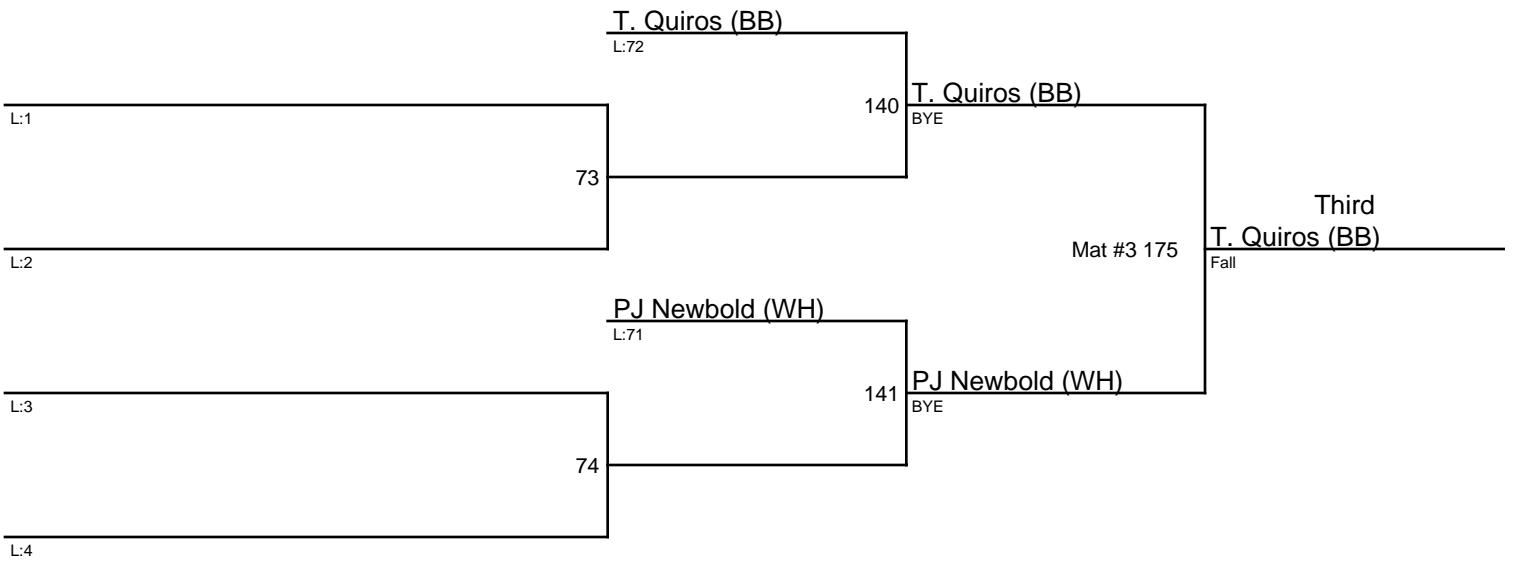 T. Quiros (BB)
L:72
140
T. Quiros (BB)
BYE
L:1
73
L:2
Third
Mat #3 175
T. Quiros (BB)
Fall
PJ Newbold (WH)
L:71
141
PJ Newbold (WH)
BYE
L:3
74
L:4